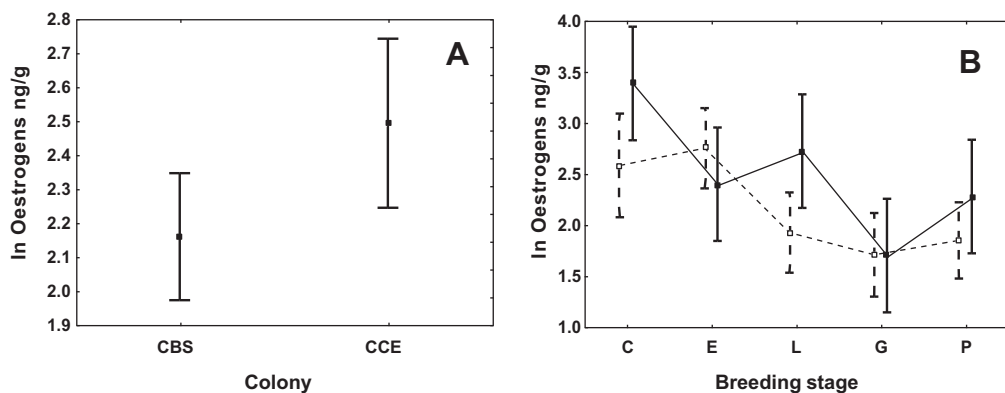 A
ln Oestrogens ng/g
2.8
2.7
2.6
2.5
2.4
2.3
2.2
2.1
2.0
1.9
CBS CCE
Colony
B
ln Oestrogens ng/g
4.0
3.5
3.0
2.5
2.0
1.5
1.0
C E L G P
Breeding stage